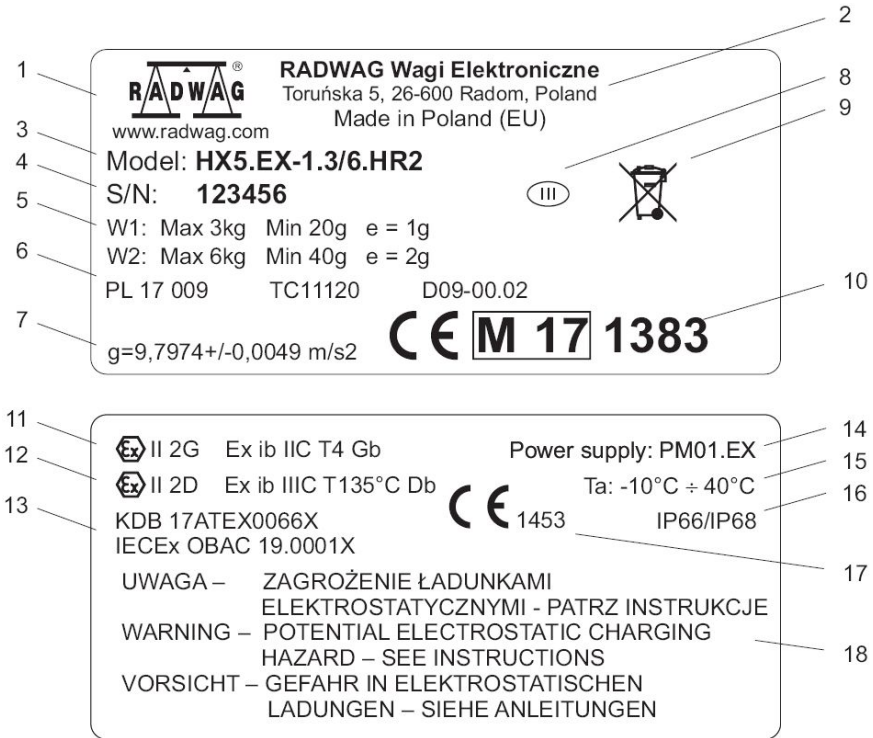 2
1
RADWAG®
RADWAG Wagi Elektroniczne
Toruńska 5, 26-600 Radom, Poland
8
www.radwag.com
Made in Poland (EU)
9
3
Model: HX5.EX-1.3/6.HR2
4
S/N: 123456
III
5
W1: Max 3kg Min 20g e = 1g
W2: Max 6kg Min 40g e = 2g
6
PL 17 009 TC11120 D09-00.02
10
7
g=9,7974+/-0,0049 m/s2
CE M 17 1383
11
Ex II 2G Ex ib IIC T4 Gb
Power supply: PM01.EX
14
12
Ex II 2D Ex ib IIIC T135°C Db
Ta: -10°C ÷ 40°C
15
13
KDB 17ATEX0066X
CE 1453
IP66/IP68
16
IECEx OBAC 19.0001X
17
UWAGA – ZAGROŻENIE ŁADUNKAMI
ELEKTROSTATYCZNYMI - PATRZ INSTRUKCJE
WARNING – POTENTIAL ELECTROSTATIC CHARGING
HAZARD – SEE INSTRUCTIONS
18
VORSICHT – GEFAHR IN ELEKTROSTATISCHEN
LADUNGEN – SIEHE ANLEITUNGEN